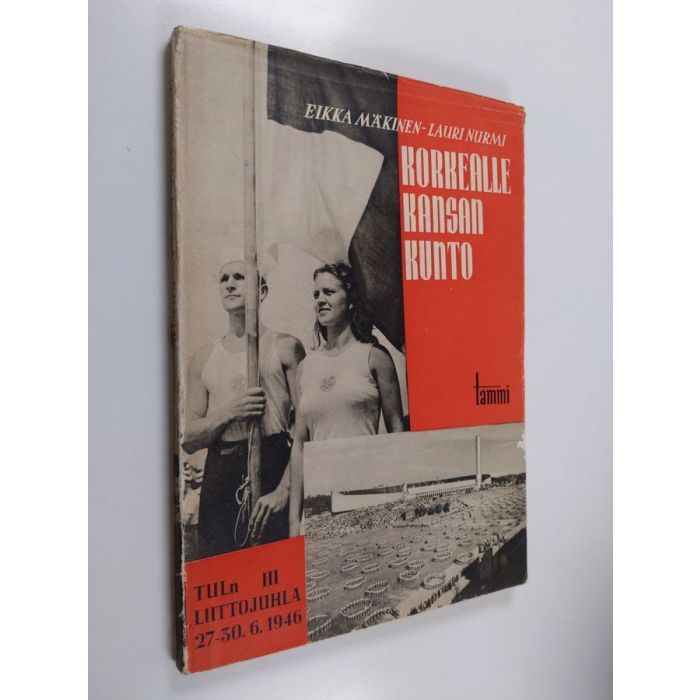 EIKKA MÄKINEN - LAURI NURMI
KORKEALLE
KANSAN
KUNTO
tammi
TULn III
LIITTOJUHLA
27-30.6.1946